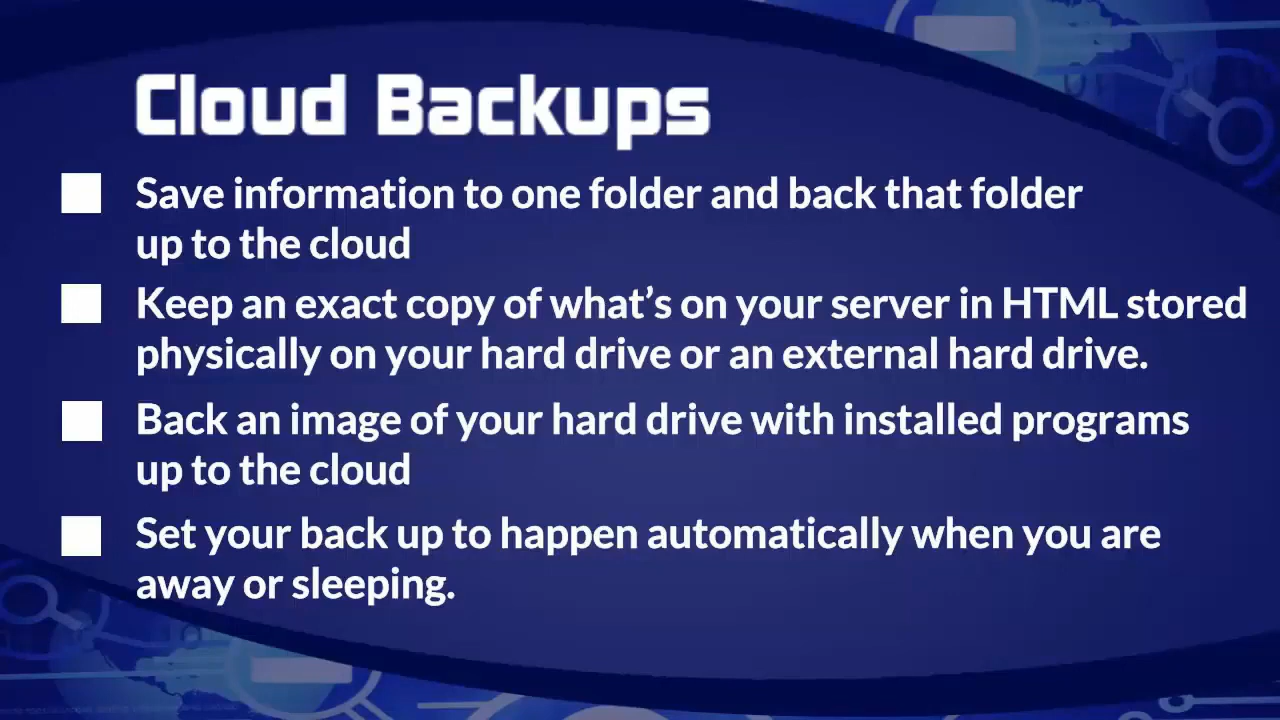 Cloud Backups
Save information to one folder and back that folder
up to the cloud
Keep an exact copy of what’s on your server in HTML stored
physically on your hard drive or an external hard drive.
Back an image of your hard drive with installed programs
up to the cloud
Set your back up to happen automatically when you are
away or sleeping.